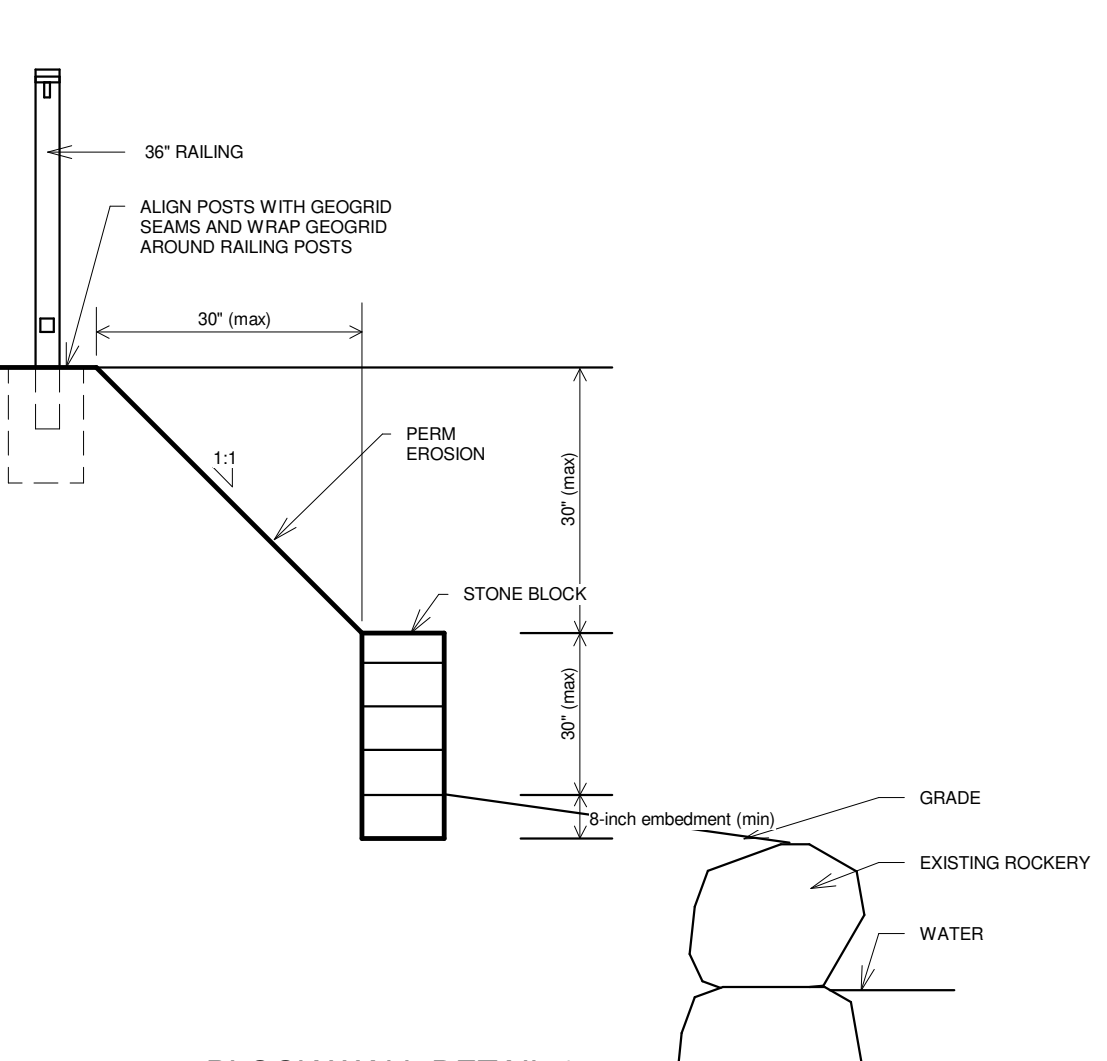 36" RAILING
ALIGN POSTS WITH GEOGRID
SEAMS AND WRAP GEOGRID
AROUND RAILING POSTS
30" (max)
1:1
PERM
EROSION
30" (max)
STONE BLOCK
30" (max)
GRADE
8-inch embedment (min)
EXISTING ROCKERY
WATER